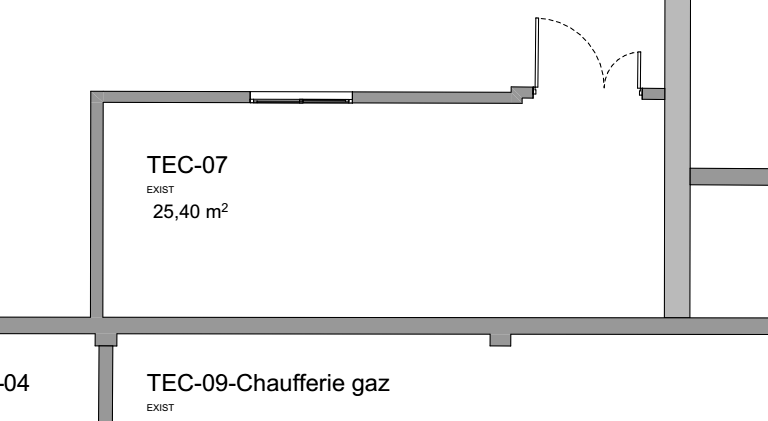 TEC-07
EXIST
25,40 m²
-04
TEC-09-Chaufferie gaz
EXIST